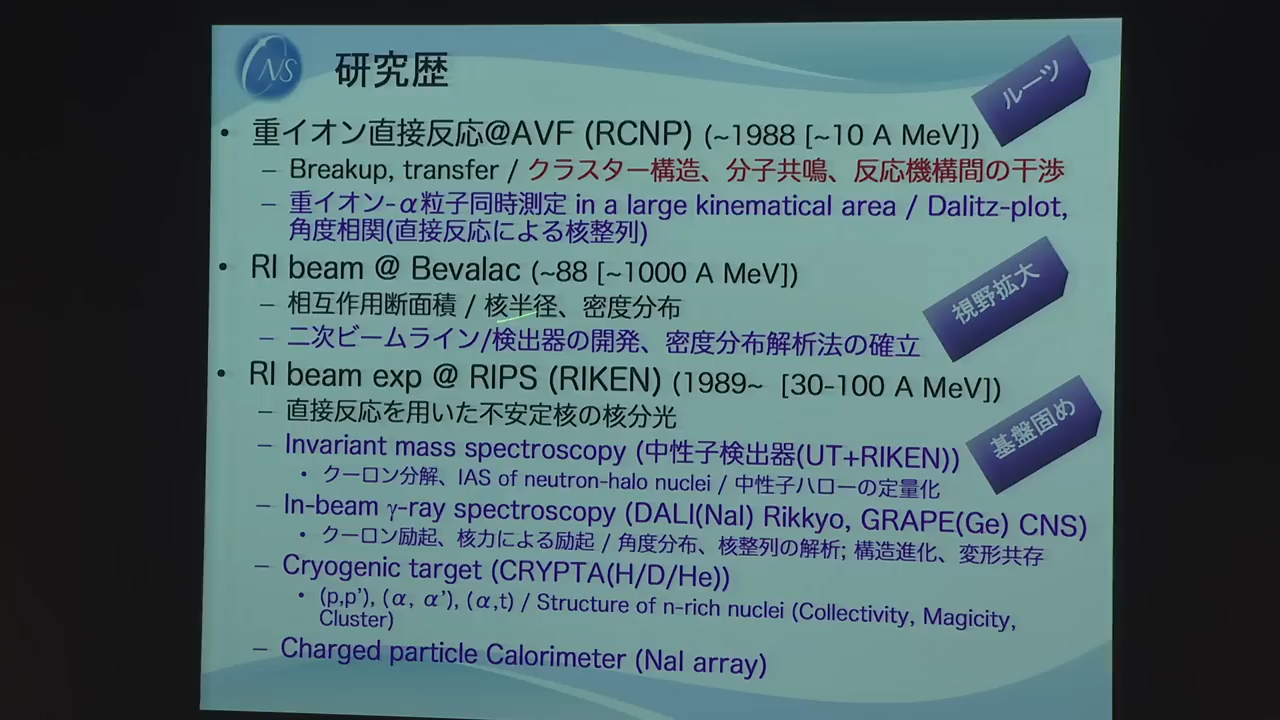 CNS
研究歴
ルーツ
• 重イオン直接反応@AVF (RCNP) (~1988 [~10 A MeV])
– Breakup, transfer / クラスター構造、分子共鳴、反応機構間の干渉
– 重イオン-α粒子同時測定 in a large kinematical area / Dalitz-plot,
角度相関(直接反応による核整列)
• RI beam @ Bevalac (~88 [~1000 A MeV])
視野拡大
– 相互作用断面積 / 核半径、密度分布
– 二次ビームライン/検出器の開発、密度分布解析法の確立
• RI beam exp @ RIPS (RIKEN) (1989~ [30-100 A MeV])
基盤固め
– 直接反応を用いた不安定核の核分光
– Invariant mass spectroscopy (中性子検出器(UT+RIKEN))
• クーロン分解、IAS of neutron-halo nuclei / 中性子ハローの定量化
– In-beam γ-ray spectroscopy (DALI(NaI) Rikkyo, GRAPE(Ge) CNS)
• クーロン励起、核力による励起 / 角度分布、核整列の解析; 構造進化、変形共存
– Cryogenic target (CRYPTA(H/D/He))
• (p,p'), (α, α'), (α,t) / Structure of n-rich nuclei (Collectivity, Magicity,
Cluster)
– Charged particle Calorimeter (NaI array)